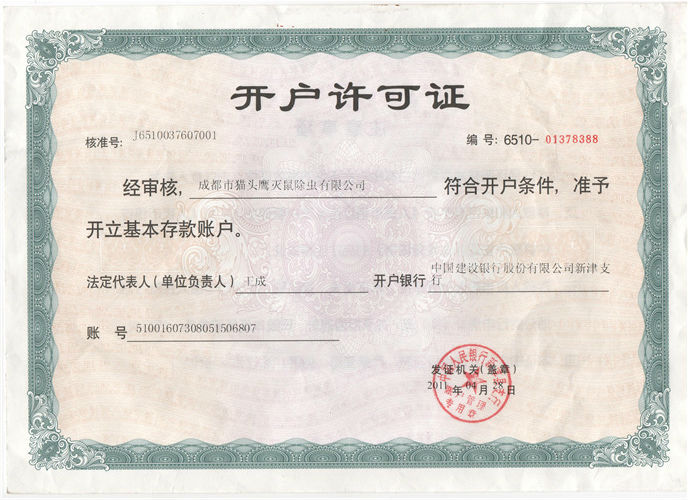 开户许可证
核准号: J6510037607001
编 号: 6510- 01378388
经审核, 成都市猫头鹰灭鼠除虫有限公司 符合开户条件, 准予
开立基本存款账户。
法定代表人(单位负责人) 王成 开户银行 中国建设银行股份有限公司新津支
行
账 号 51001607308051506807
发证机关(盖章)
2011 年 04 月 28 日
专用章